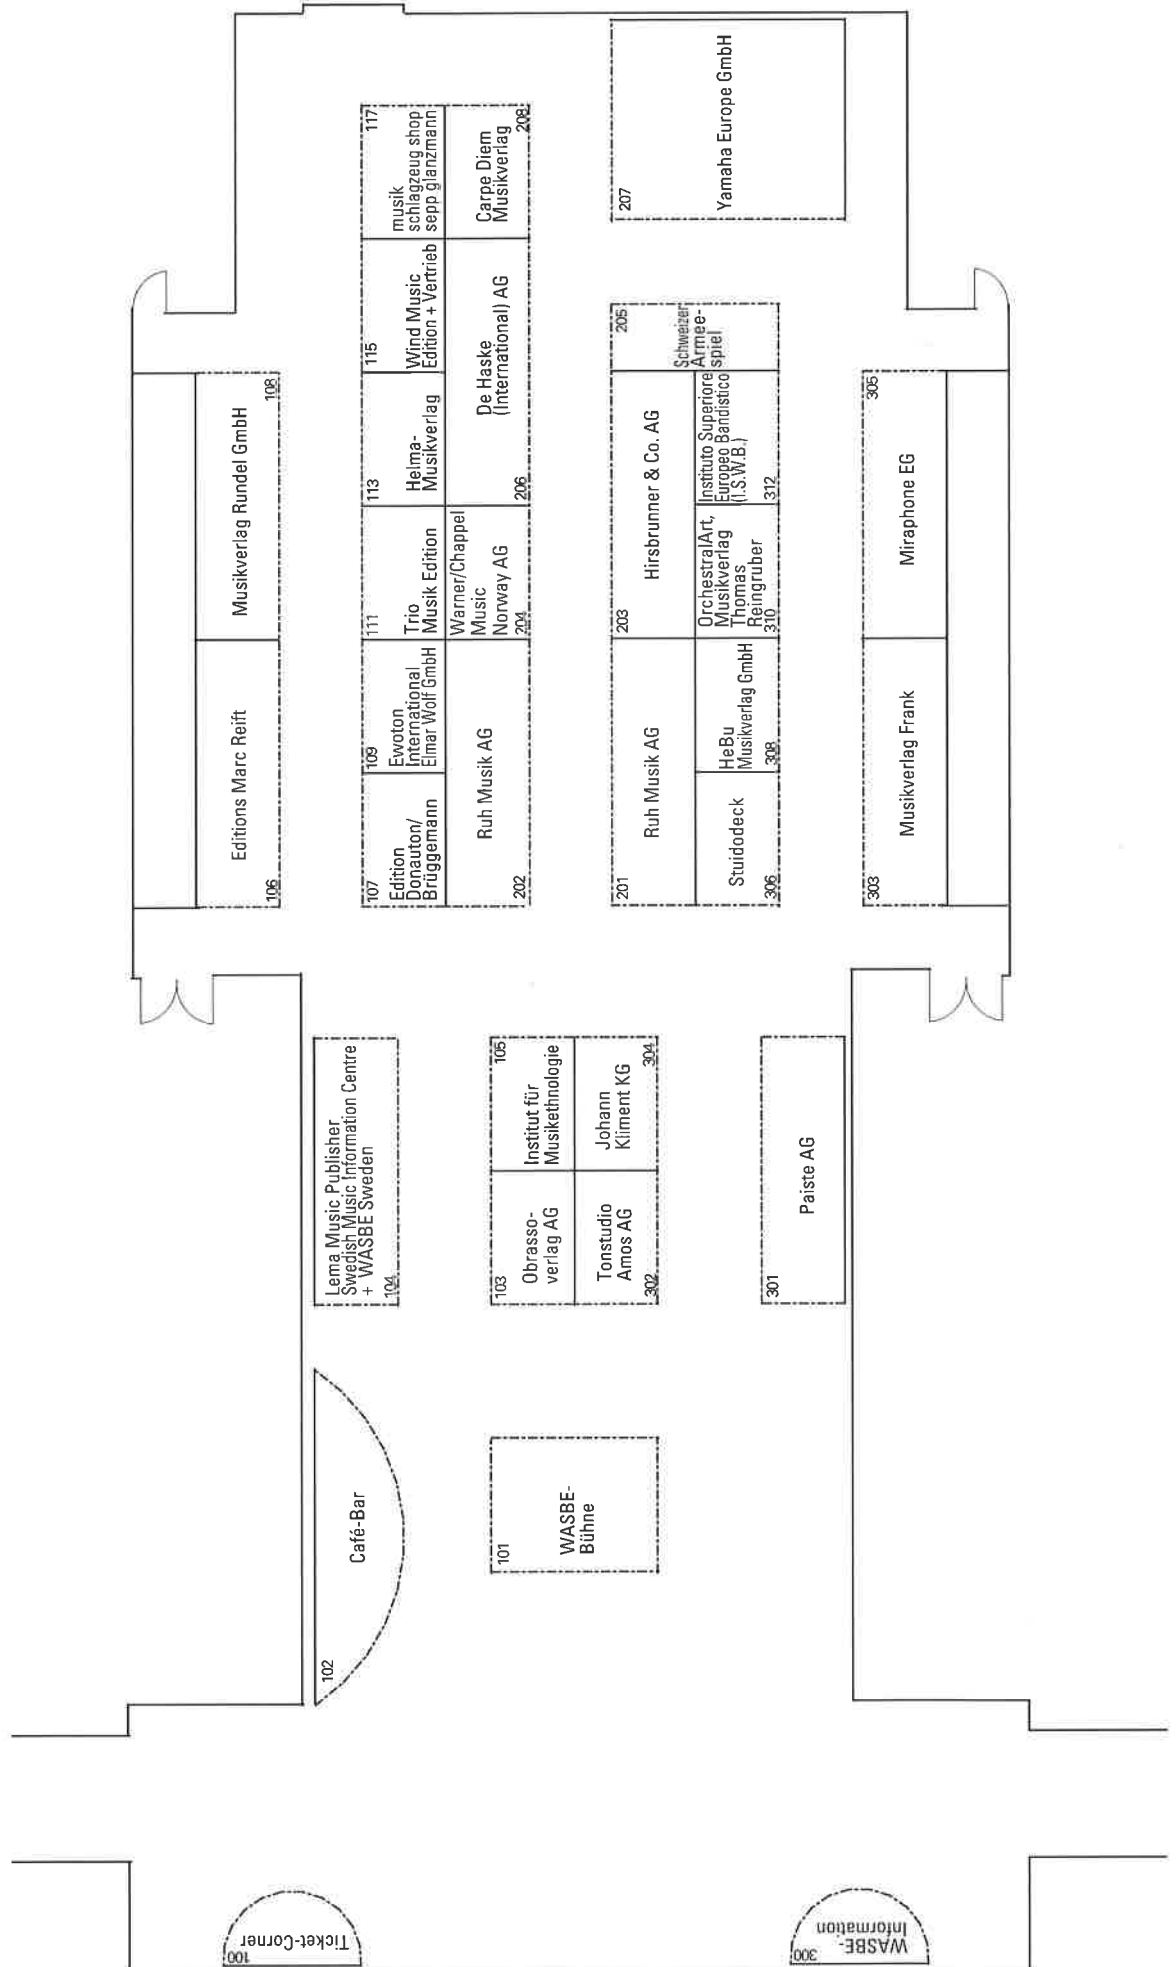 117
musik
schlagzeug shop
sepp glanzmann
Carpe Diem
Musikverlag
208
207
Yamaha Europe GmbH
115
Wind Music
Edition + Vertrieb
De Haske
(International) AG
206
113
Helma-
Musikverlag
205
Schweizer
Armee-
spiel
Musikverlag Rundel GmbH
108
111
Trio
Musik Edition
Warner/Chappel
Music
Norway AG
204
203
Hirsbrunner & Co. AG
Instituto Superiore
Europeo Bandistico
(I.S.W.B.)
312
OrchestralArt,
Musikverlag
Thomas
Reingruber
310
305
Miraphone EG
Editions Marc Reift
106
109
Ewoton
International
Elmar Wolf GmbH
107
Edition
Donauton/
Brüggemann
Ruh Musik AG
202
201
Ruh Musik AG
HeBu
Musikverlag GmbH
308
Stuidodeck
306
303
Musikverlag Frank
Lema Music Publisher
Swedish Music Information Centre
+ WASBE Sweden
104
105
Institut für
Musikethnologie
Johann
Kliment KG
304
103
Obrasso-
verlag AG
Tonstudio
Amos AG
302
301
Paiste AG
102
Café-Bar
101
WASBE-
Bühne
100
Ticket-Corner
300
WASBE-
Information